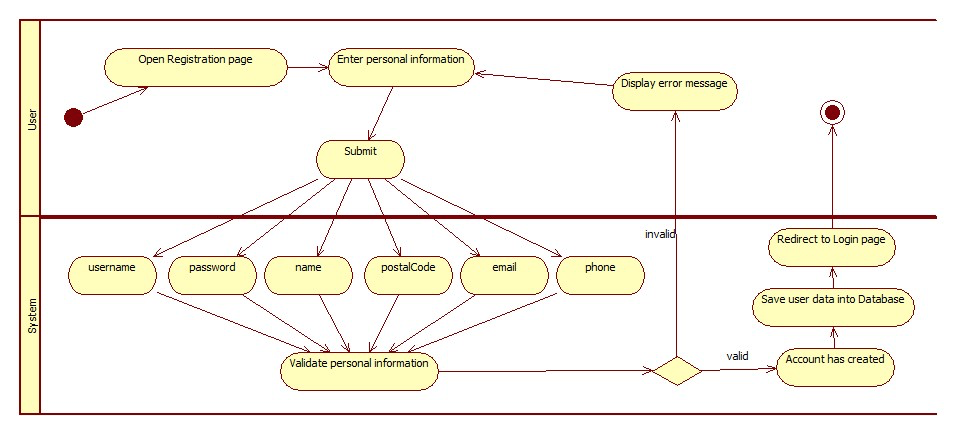 User
Open Registration page
Enter personal information
Display error message
Submit
System
invalid
Redirect to Login page
username
password
name
postalCode
email
phone
Save user data into Database
Validate personal information
valid
Account has created